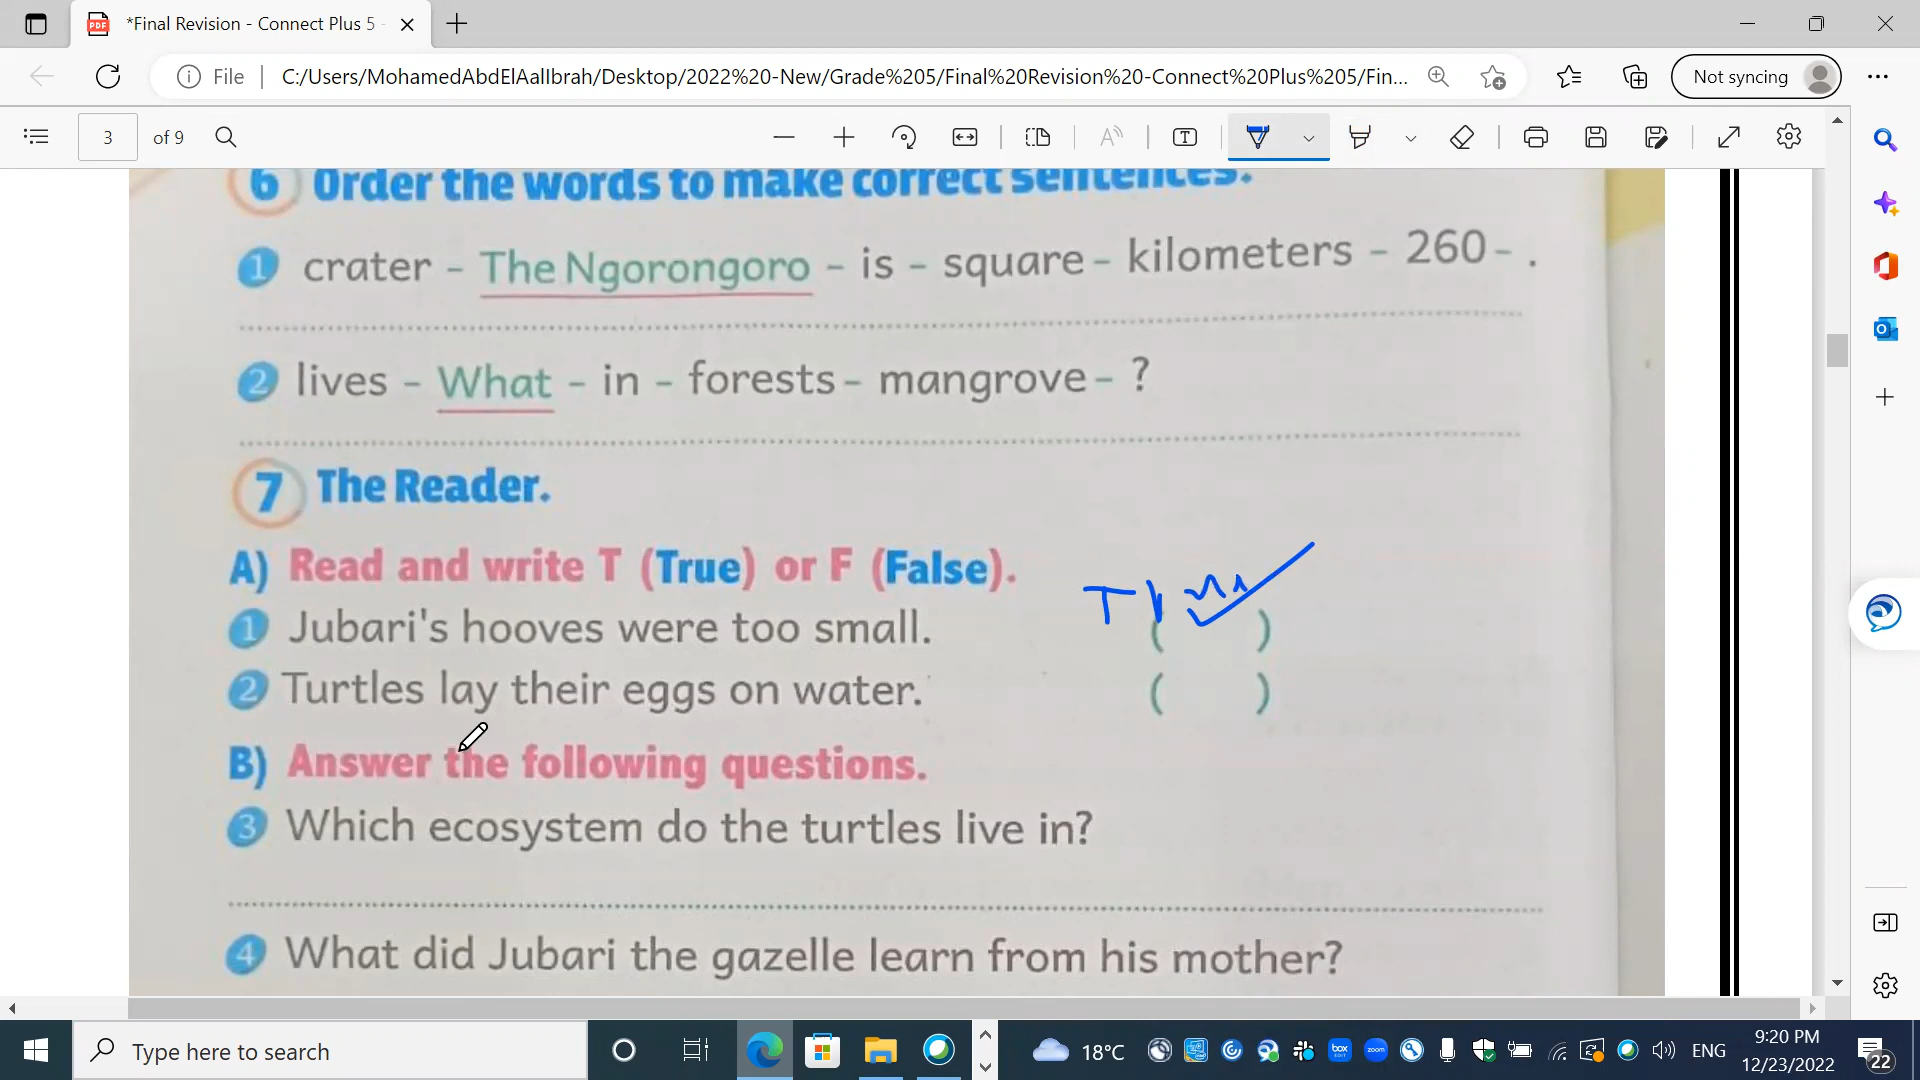 *Final Revision - Connect Plus 5 -
File
C:/Users/MohamedAbdElAalIbrah/Desktop/2022%20-New/Grade%205/Final%20Revision%20-Connect%20Plus%205/Fin...
Not syncing
3 of 9
6 Order the words to make correct sentences.
1 crater - The Ngorongoro - is - square - kilometers - 260 - .
2 lives - What - in - forests - mangrove - ?
7 The Reader.
A) Read and write T (True) or F (False).
T
1 Jubari's hooves were too small. ( )
2 Turtles lay their eggs on water. ( )
B) Answer the following questions.
3 Which ecosystem do the turtles live in?
4 What did Jubari the gazelle learn from his mother?
Type here to search
18°C
ENG
9:20 PM
12/23/2022
22